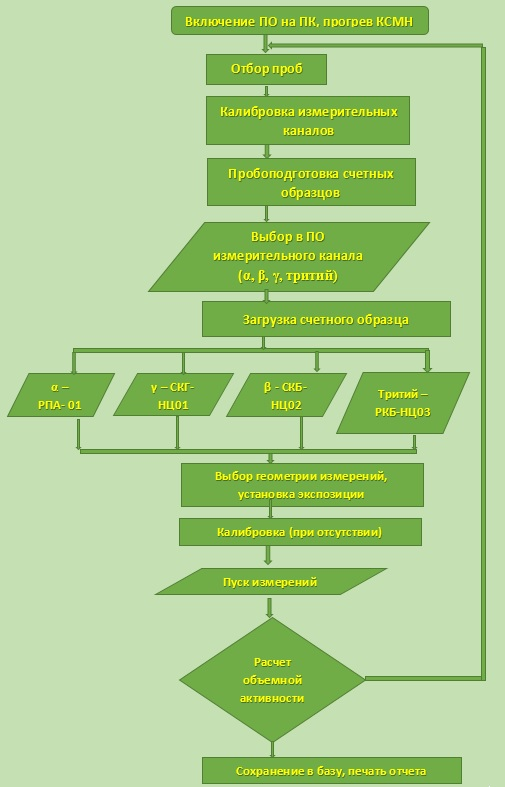 Включение ПО на ПК, прогрев КСМН
Отбор проб
Калибровка измерительных
каналов
Пробоподготовка счетных
образцов
Выбор в ПО
измерительного канала
(α, β, γ, тритий)
Загрузка счетного образца
α –
РПА- 01
γ – СКГ-
НЦ01
β - СКБ-
НЦ02
Тритий –
РКБ-НЦ03
Выбор геометрии измерений,
установка экспозиции
Калибровка (при отсутствии)
Пуск измерений
Расчет
объемной
активности
Сохранение в базу, печать отчета